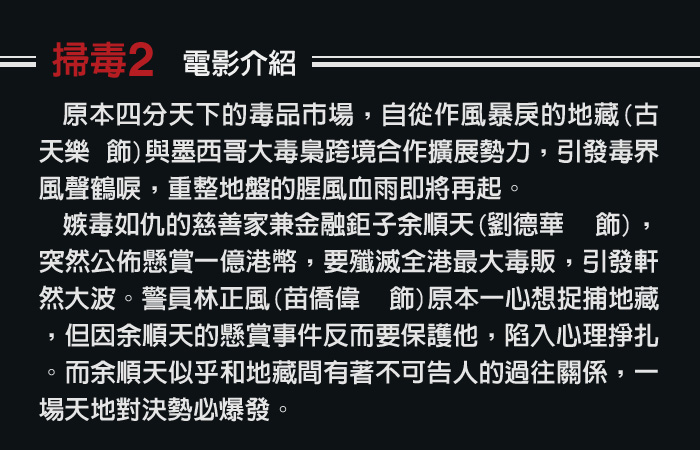 掃毒2 電影介紹
原本四分天下的毒品市場，自從作風暴戾的地藏(古
天樂 飾)與墨西哥大毒梟跨境合作擴展勢力，引發毒界
風聲鶴唳，重整地盤的腥風血雨即將再起。
嫉毒如仇的慈善家兼金融鉅子余順天(劉德華 飾)，
突然公佈懸賞一億港幣，要殲滅全港最大毒販，引發軒
然大波。警員林正風(苗僑偉 飾)原本一心想捉捕地藏
，但因余順天的懸賞事件反而要保護他，陷入心理掙扎
。而余順天似乎和地藏間有著不可告人的過往關係，一
場天地對決勢必爆發。